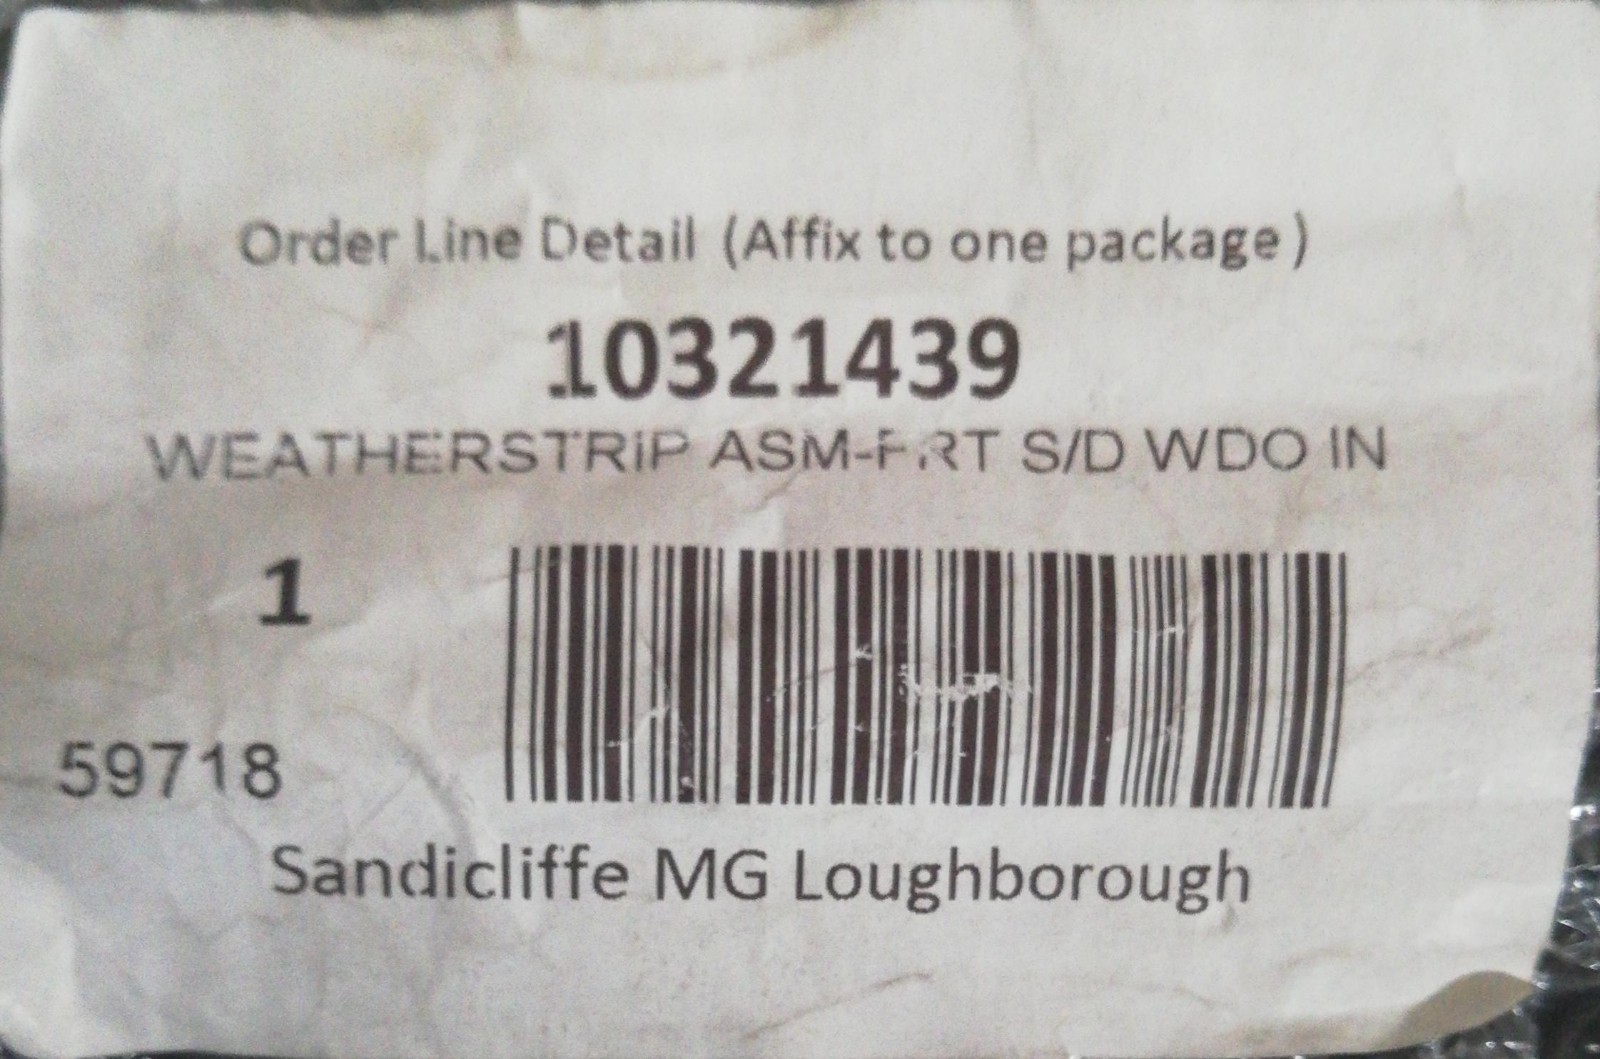 Order Line Detail (Affix to one package)
10321439
WEATHERSTRIP ASM-FRT S/D WDO IN
1
59718
Sandicliffe MG Loughborough